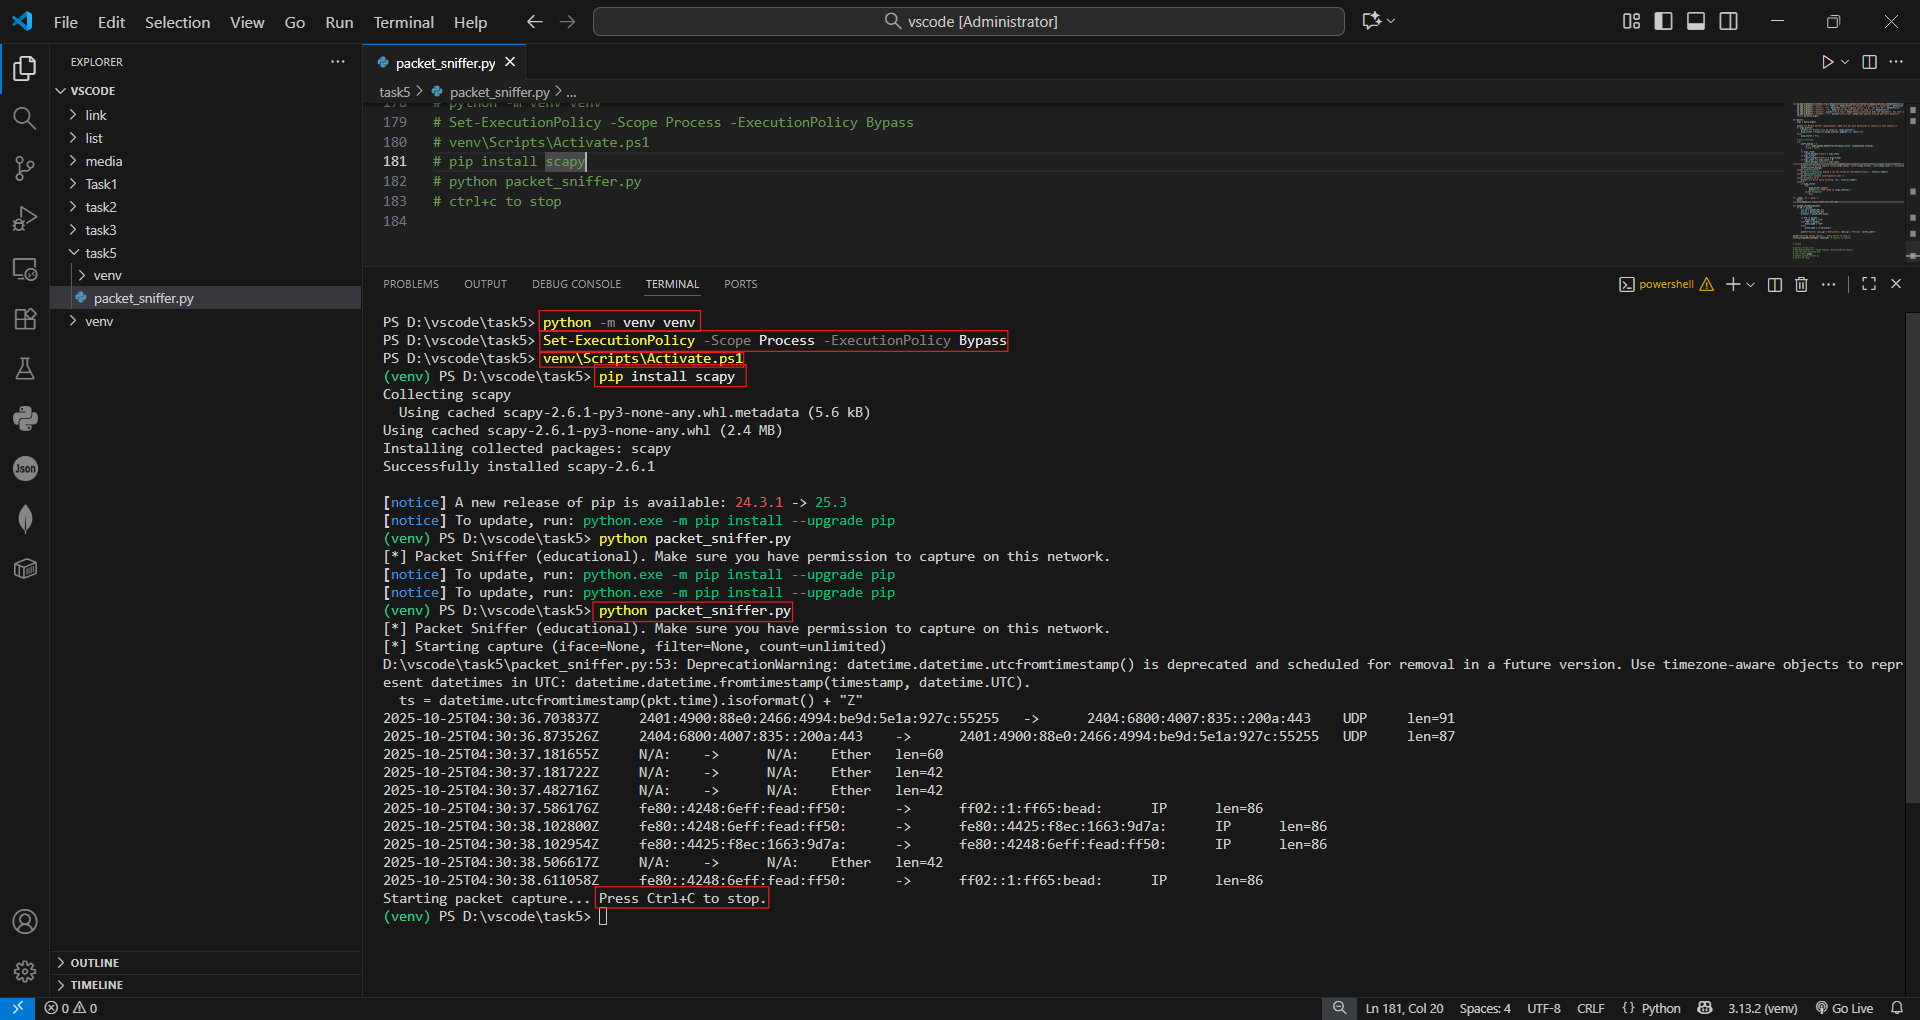 File Edit Selection View Go Run Terminal Help
vscode [Administrator]
EXPLORER
VSCODE
link
list
media
Task1
task2
task3
task5
venv
packet_sniffer.py
venv
OUTLINE
TIMELINE
packet_sniffer.py
task5 > packet_sniffer.py > ...
178 # python -m venv venv
179 # Set-ExecutionPolicy -Scope Process -ExecutionPolicy Bypass
180 # venv\Scripts\Activate.ps1
181 # pip install scapy
182 # python packet_sniffer.py
183 # ctrl+c to stop
184
PROBLEMS OUTPUT DEBUG CONSOLE TERMINAL PORTS
powershell
PS D:\vscode\task5> python -m venv venv
PS D:\vscode\task5> Set-ExecutionPolicy -Scope Process -ExecutionPolicy Bypass
PS D:\vscode\task5> venv\Scripts\Activate.ps1
(venv) PS D:\vscode\task5> pip install scapy
Collecting scapy
Using cached scapy-2.6.1-py3-none-any.whl.metadata (5.6 kB)
Using cached scapy-2.6.1-py3-none-any.whl (2.4 MB)
Installing collected packages: scapy
Successfully installed scapy-2.6.1
[notice] A new release of pip is available: 24.3.1 -> 25.3
[notice] To update, run: python.exe -m pip install --upgrade pip
(venv) PS D:\vscode\task5> python packet_sniffer.py
[*] Packet Sniffer (educational). Make sure you have permission to capture on this network.
[notice] To update, run: python.exe -m pip install --upgrade pip
[notice] To update, run: python.exe -m pip install --upgrade pip
(venv) PS D:\vscode\task5> python packet_sniffer.py
[*] Packet Sniffer (educational). Make sure you have permission to capture on this network.
[*] Starting capture (iface=None, filter=None, count=unlimited)
D:\vscode\task5\packet_sniffer.py:53: DeprecationWarning: datetime.datetime.utcfromtimestamp() is deprecated and scheduled for removal in a future version. Use timezone-aware objects to repr
esent datetimes in UTC: datetime.datetime.fromtimestamp(timestamp, datetime.UTC).
ts = datetime.utcfromtimestamp(pkt.time).isoformat() + "Z"
2025-10-25T04:30:36.703837Z 2401:4900:88e0:2466:4994:be9d:5e1a:927c:55255 -> 2404:6800:4007:835::200a:443 UDP len=91
2025-10-25T04:30:36.873526Z 2404:6800:4007:835::200a:443 -> 2401:4900:88e0:2466:4994:be9d:5e1a:927c:55255 UDP len=87
2025-10-25T04:30:37.181655Z N/A: -> N/A: Ether len=60
2025-10-25T04:30:37.181722Z N/A: -> N/A: Ether len=42
2025-10-25T04:30:37.482716Z N/A: -> N/A: Ether len=42
2025-10-25T04:30:37.586176Z fe80::4248:6eff:fead:ff50: -> ff02::1:ff65:bead: IP len=86
2025-10-25T04:30:38.102800Z fe80::4248:6eff:fead:ff50: -> fe80::4425:f8ec:1663:9d7a: IP len=86
2025-10-25T04:30:38.102954Z fe80::4425:f8ec:1663:9d7a: -> fe80::4248:6eff:fead:ff50: IP len=86
2025-10-25T04:30:38.506617Z N/A: -> N/A: Ether len=42
2025-10-25T04:30:38.611058Z fe80::4248:6eff:fead:ff50: -> ff02::1:ff65:bead: IP len=86
Starting packet capture... Press Ctrl+C to stop.
(venv) PS D:\vscode\task5>
Json
0 0
Ln 181, Col 20 Spaces: 4 UTF-8 CRLF {} Python 3.13.2 (venv) Go Live